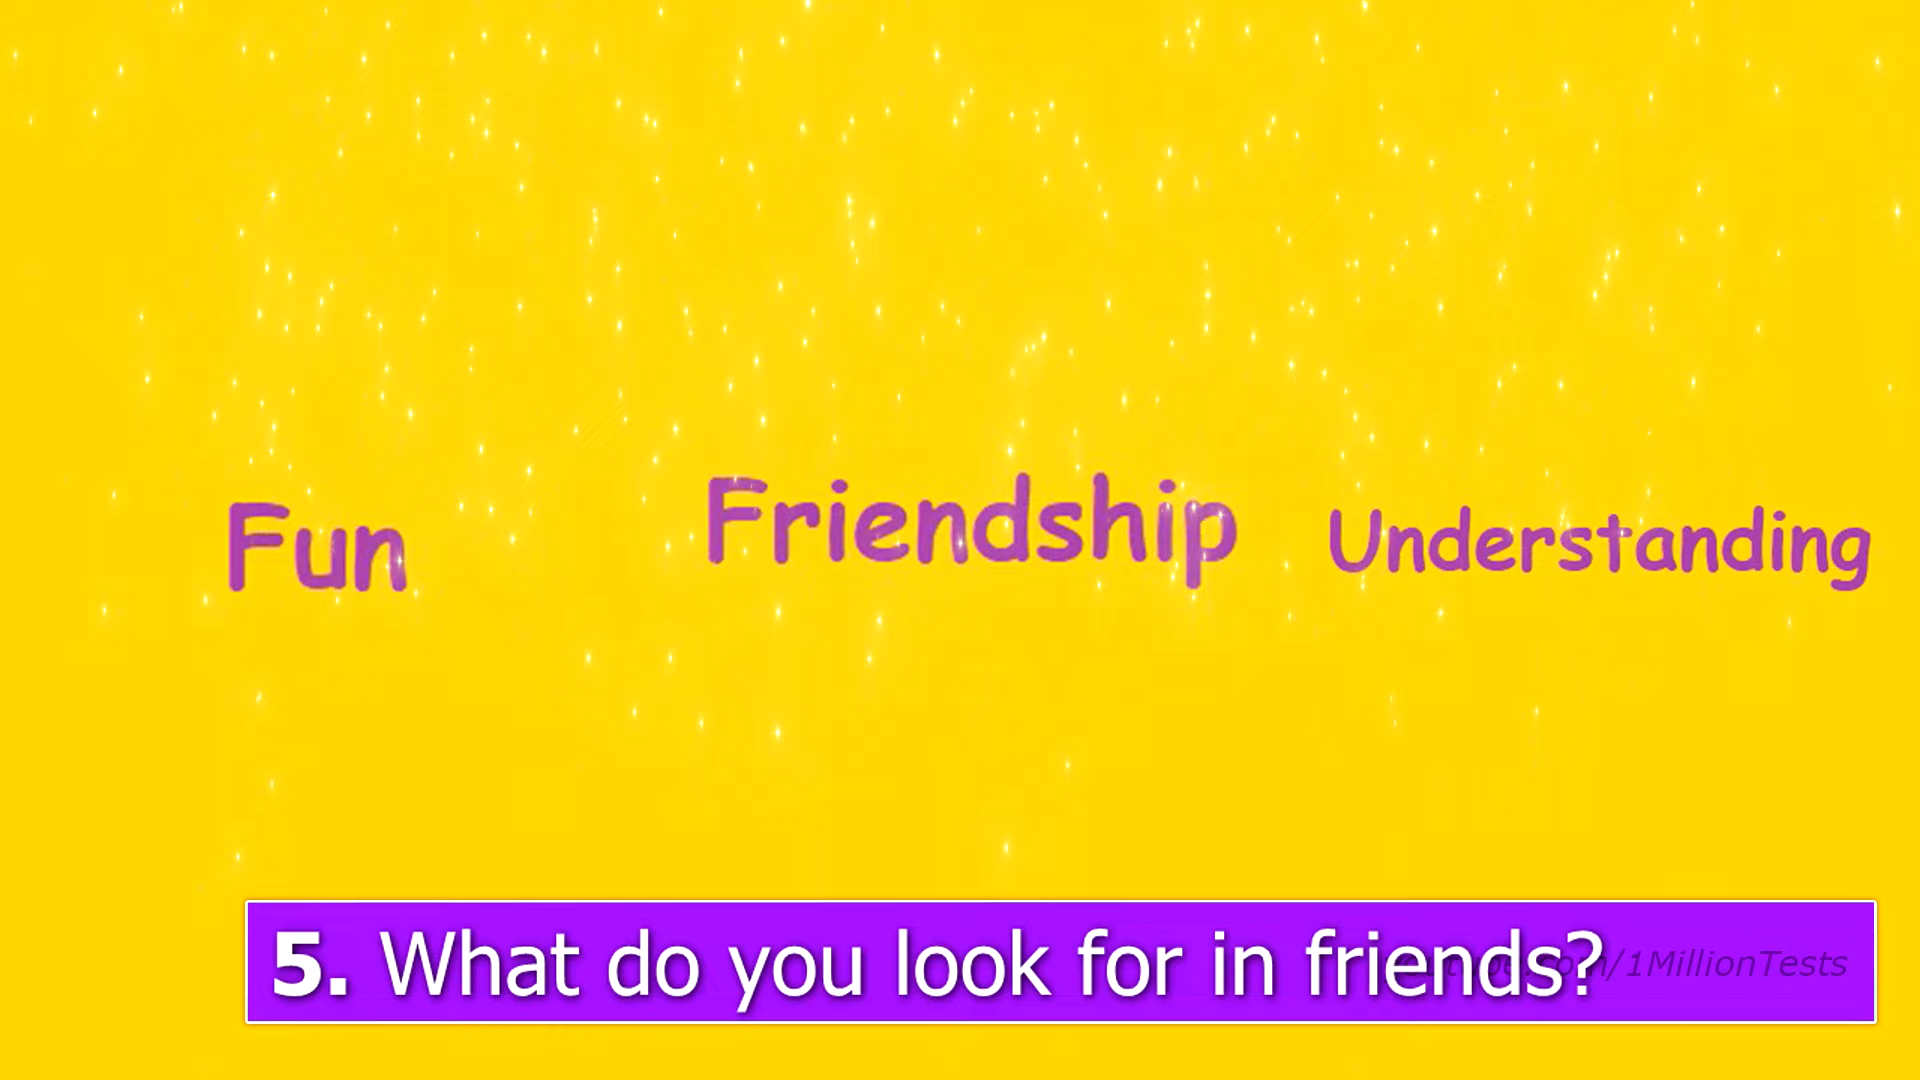 Fun
Friendship
Understanding
5. What do you look for in friends?
/1MillionTests